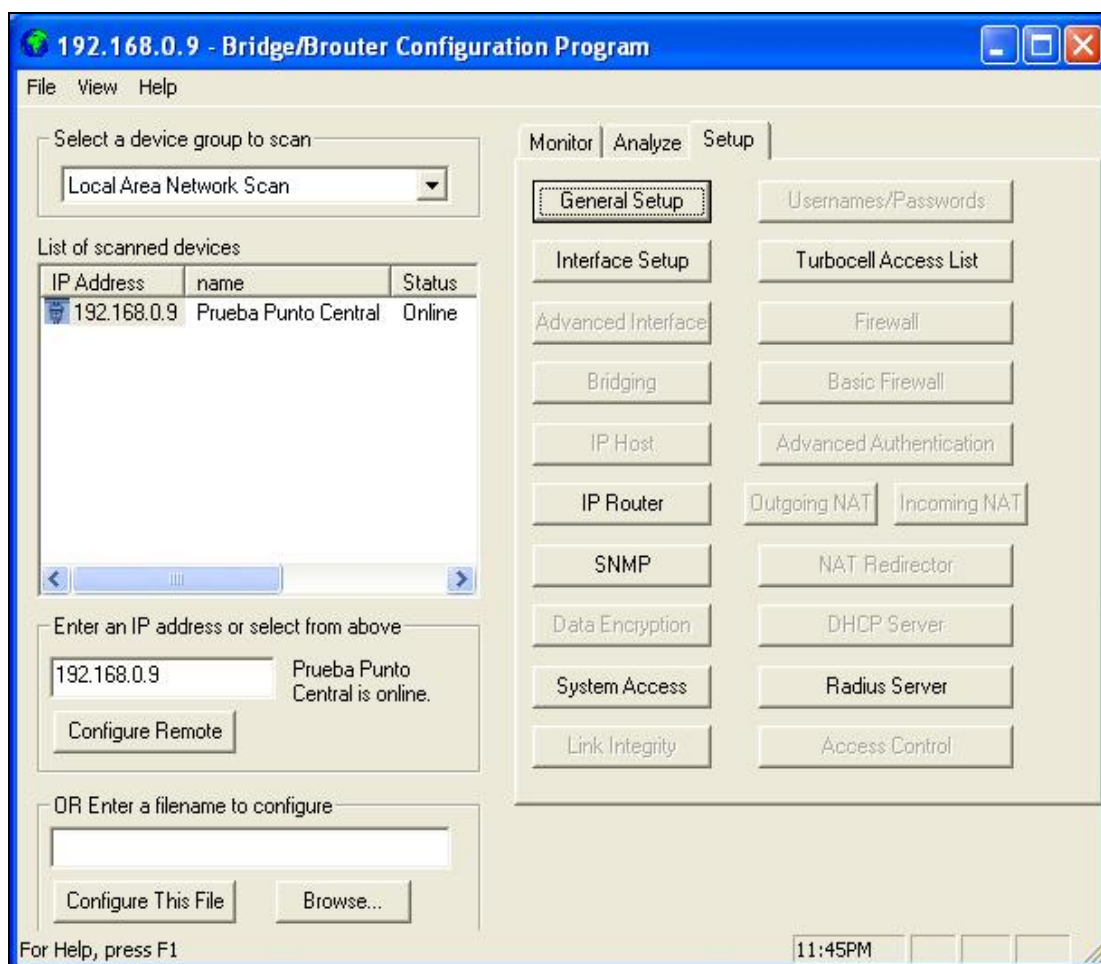 192.168.0.9 - Bridge/Brouter Configuration Program
File View Help
Select a device group to scan
Local Area Network Scan
List of scanned devices
IP Address name Status
192.168.0.9 Prueba Punto Central Online
Enter an IP address or select from above
192.168.0.9
Prueba Punto
Central is online.
Configure Remote
OR Enter a filename to configure
Configure This File Browse...
Monitor Analyze Setup
General Setup Usernames/Passwords
Interface Setup Turbocell Access List
Advanced Interface Firewall
Bridging Basic Firewall
IP Host Advanced Authentication
IP Router Outgoing NAT Incoming NAT
SNMP NAT Redirector
Data Encryption DHCP Server
System Access Radius Server
Link Integrity Access Control
For Help, press F1 11:45PM